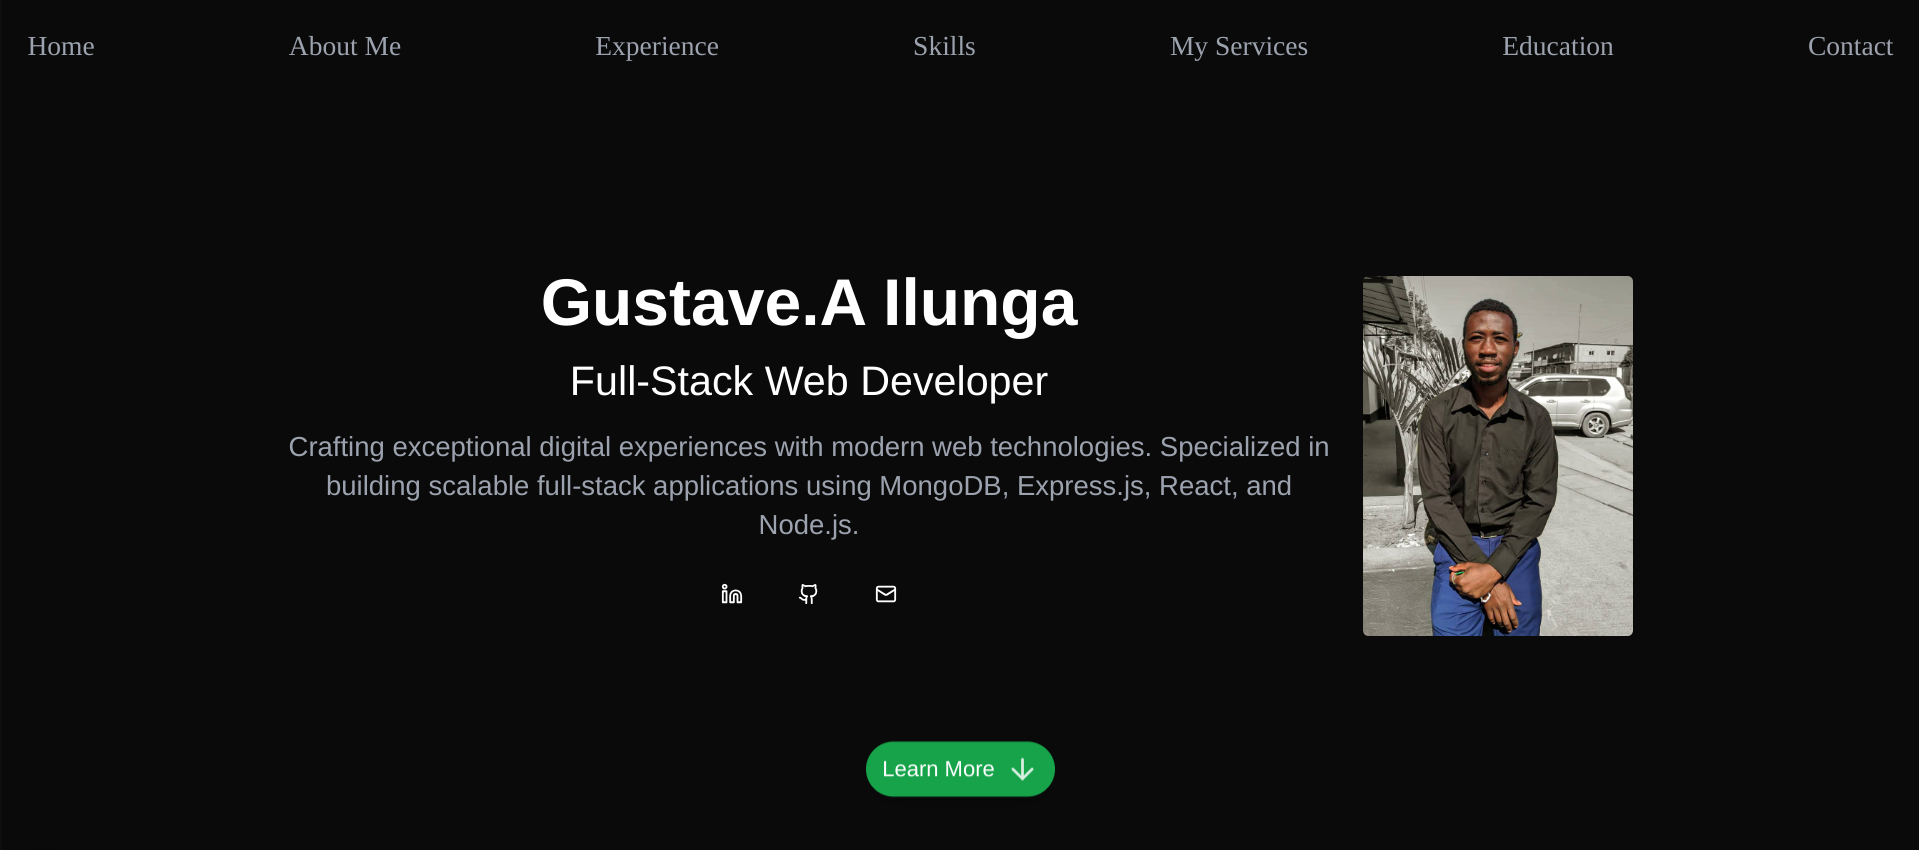 Home
About Me
Experience
Skills
My Services
Education
Contact
Gustave.A Ilunga
Full-Stack Web Developer
Crafting exceptional digital experiences with modern web technologies. Specialized in
building scalable full-stack applications using MongoDB, Express.js, React, and
Node.js.
Learn More